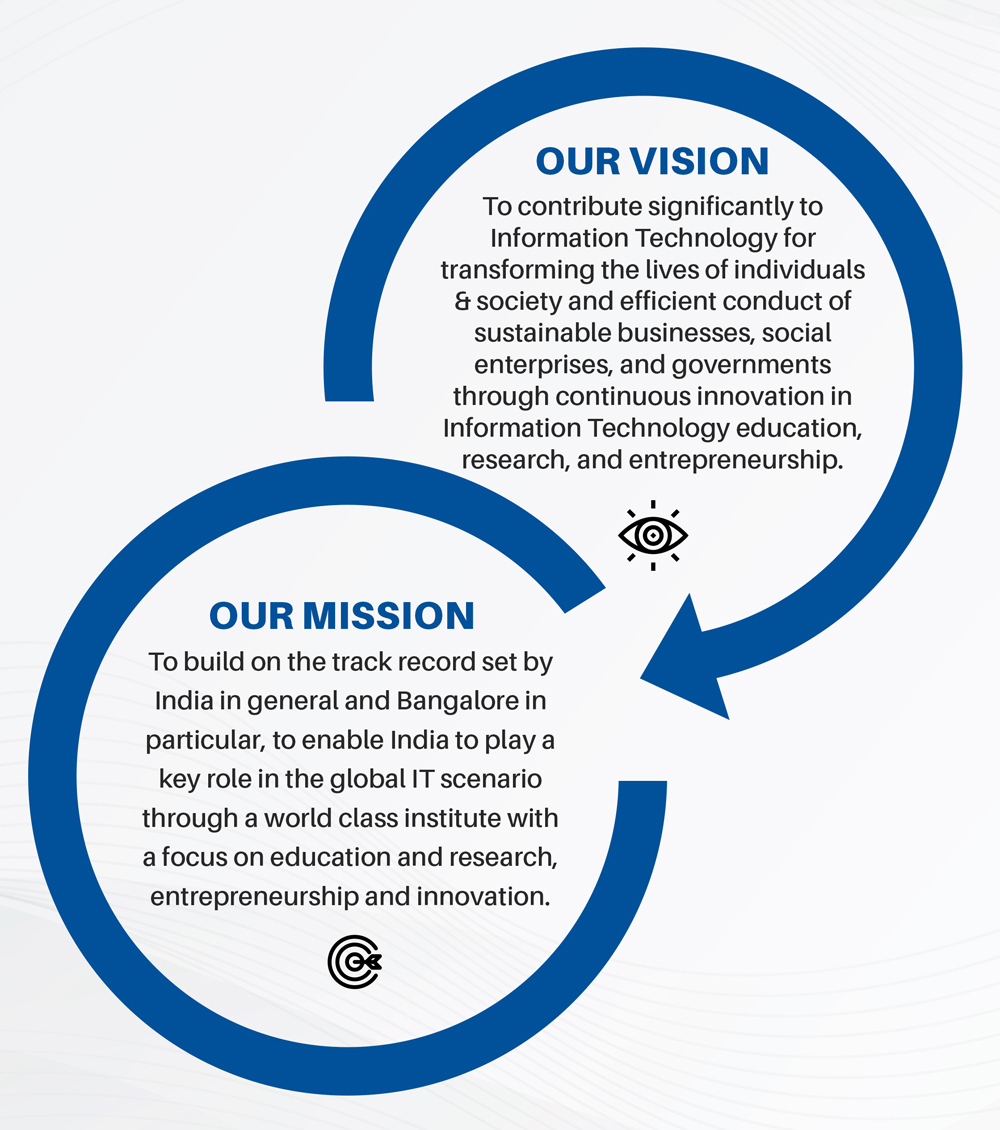 OUR VISION
To contribute significantly to
Information Technology for
transforming the lives of individuals
& society and efficient conduct of
sustainable businesses, social
enterprises, and governments
through continuous innovation in
Information Technology education,
research, and entrepreneurship.
OUR MISSION
To build on the track record set by
India in general and Bangalore in
particular, to enable India to play a
key role in the global IT scenario
through a world class institute with
a focus on education and research,
entrepreneurship and innovation.